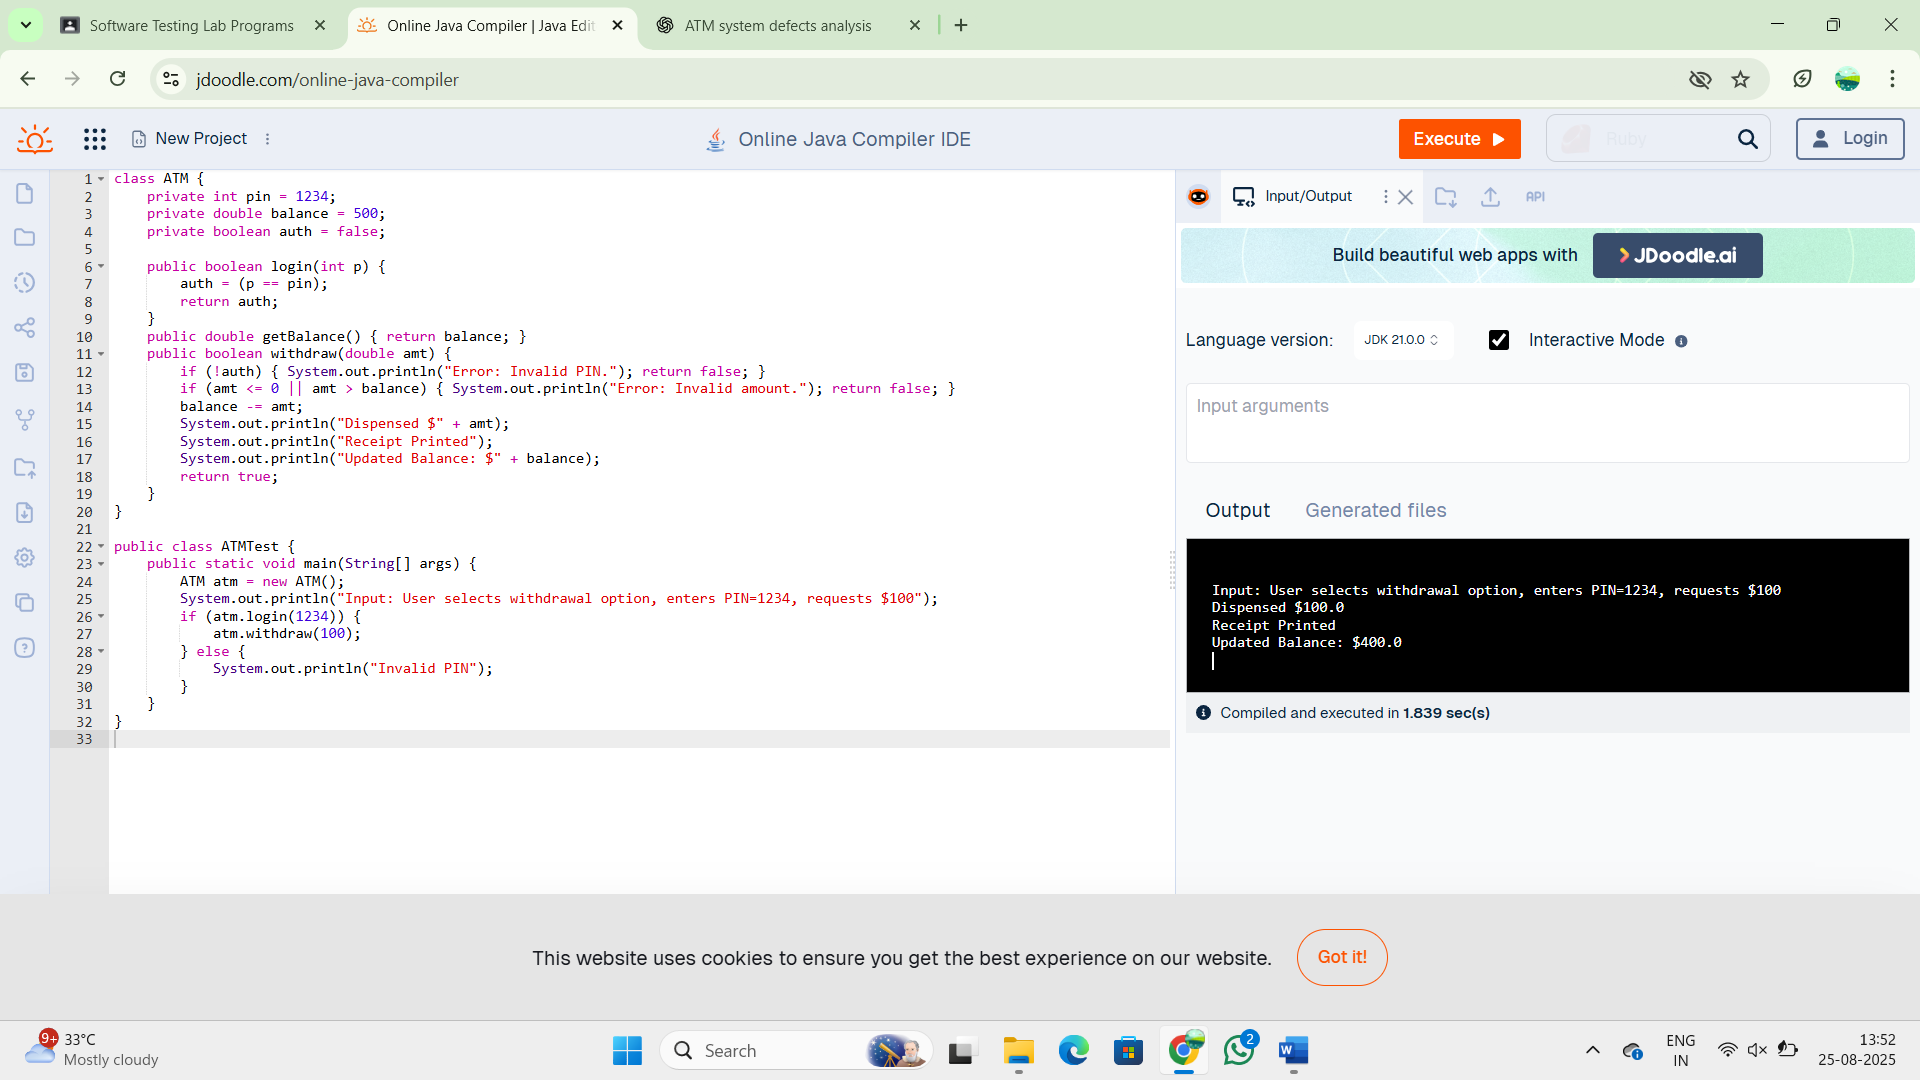 Software Testing Lab Programs
Online Java Compiler | Java Edit
ATM system defects analysis
jdoodle.com/online-java-compiler
New Project
Online Java Compiler IDE
Execute
Ruby
Login
1 class ATM {
2     private int pin = 1234;
3     private double balance = 500;
4     private boolean auth = false;
5
6     public boolean login(int p) {
7         auth = (p == pin);
8         return auth;
9     }
10     public double getBalance() { return balance; }
11     public boolean withdraw(double amt) {
12         if (!auth) { System.out.println("Error: Invalid PIN."); return false; }
13         if (amt <= 0 || amt > balance) { System.out.println("Error: Invalid amount."); return false; }
14         balance -= amt;
15         System.out.println("Dispensed $" + amt);
16         System.out.println("Receipt Printed");
17         System.out.println("Updated Balance: $" + balance);
18         return true;
19     }
20 }
21
22 public class ATMTest {
23     public static void main(String[] args) {
24         ATM atm = new ATM();
25         System.out.println("Input: User selects withdrawal option, enters PIN=1234, requests $100");
26         if (atm.login(1234)) {
27             atm.withdraw(100);
28         } else {
29             System.out.println("Invalid PIN");
30         }
31     }
32 }
33
Input/Output
API
Build beautiful web apps with
JDoodle.ai
Language version:
JDK 21.0.0
Interactive Mode
Input arguments
Output
Generated files
Input: User selects withdrawal option, enters PIN=1234, requests $100
Dispensed $100.0
Receipt Printed
Updated Balance: $400.0
Compiled and executed in 1.839 sec(s)
This website uses cookies to ensure you get the best experience on our website.
Got it!
9+
33°C
Mostly cloudy
Search
2
W
ENG
IN
13:52
25-08-2025